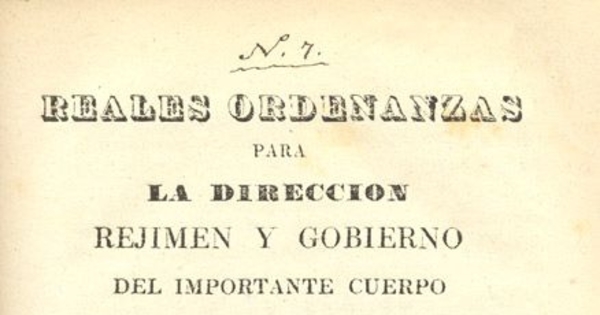 N. 7.
REALES ORDENANZAS
PARA
LA DIRECCION
REJIMEN Y GOBIERNO
DEL IMPORTANTE CUERPO